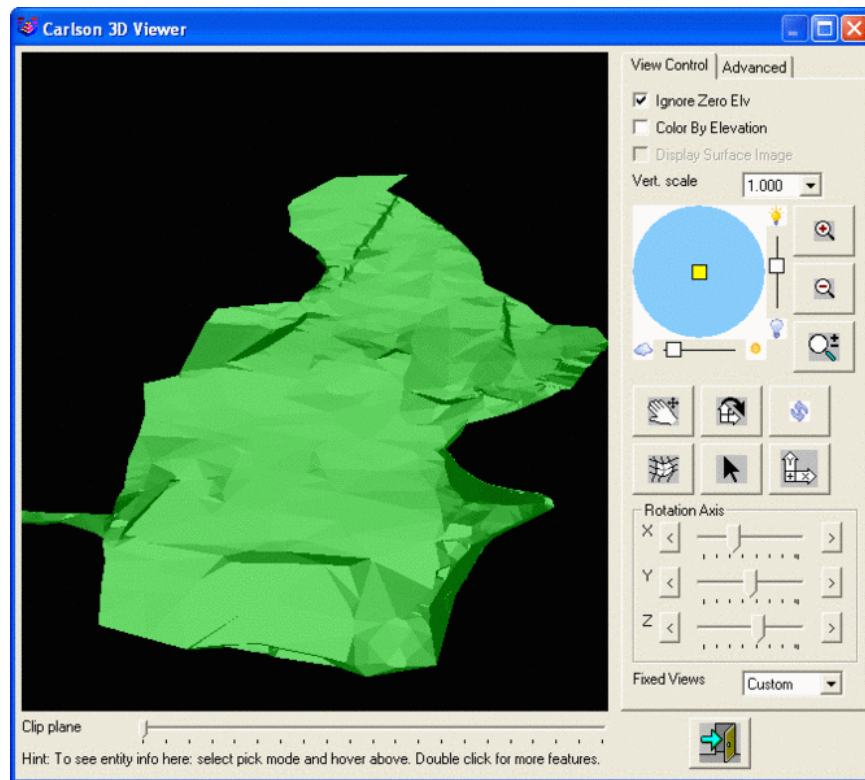 Carlson 3D Viewer
View Control
Advanced
Ignore Zero Elv
Color By Elevation
Display Surface Image
Vert. scale
1.000
Rotation Axis
X
Y
Z
Fixed Views
Custom
Clip plane
Hint: To see entity info here: select pick mode and hover above. Double click for more features.